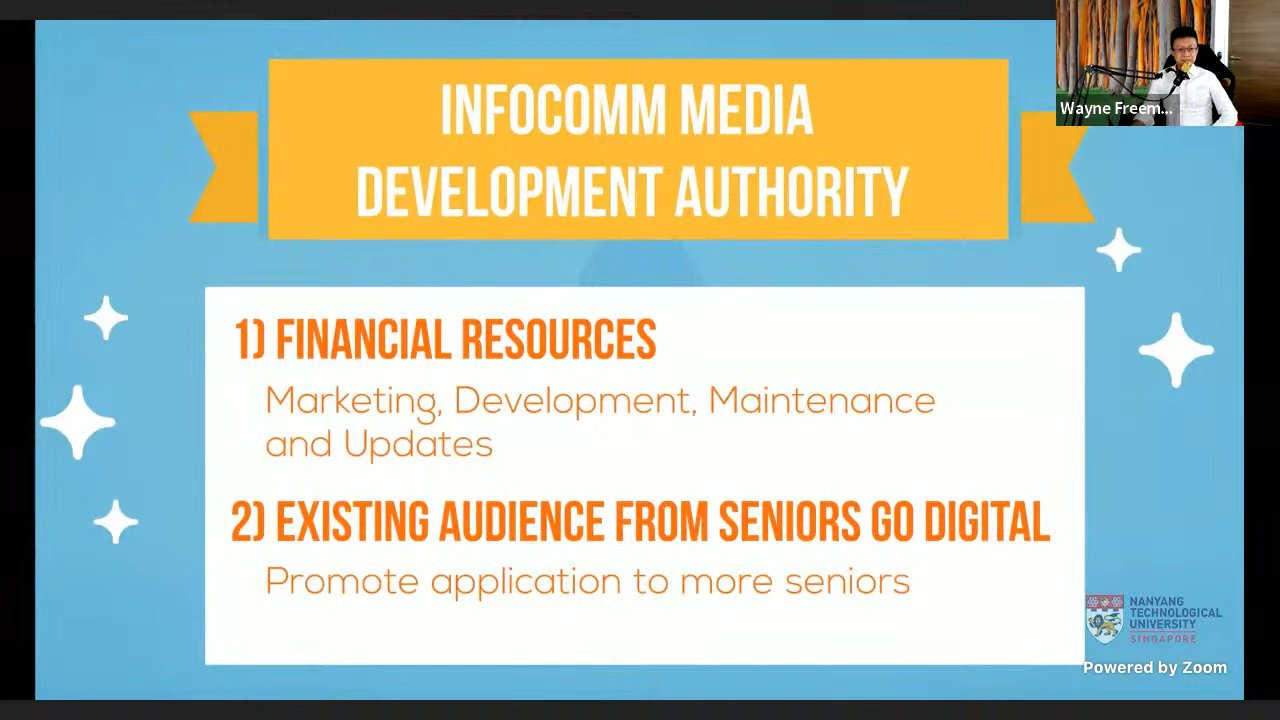 INFOCOMM MEDIA
DEVELOPMENT AUTHORITY
Wayne Freem...
1) FINANCIAL RESOURCES
Marketing, Development, Maintenance
and Updates
2) EXISTING AUDIENCE FROM SENIORS GO DIGITAL
Promote application to more seniors
NANYANG
TECHNOLOGICAL
UNIVERSITY
SINGAPORE
Powered by Zoom